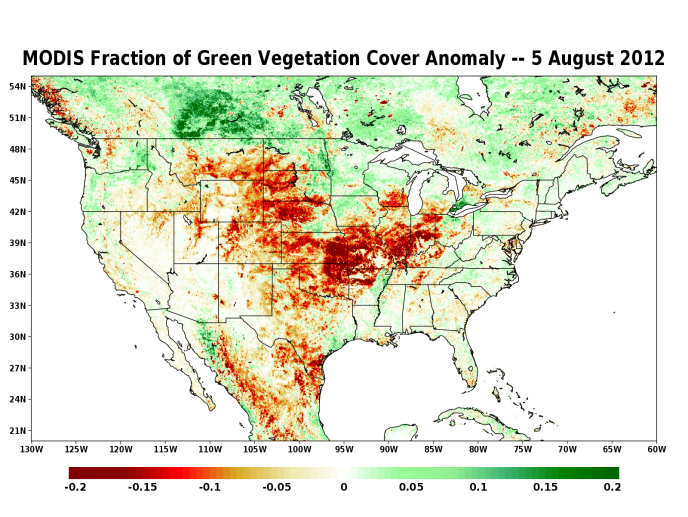 MODIS Fraction of Green Vegetation Cover Anomaly -- 5 August 2012
54N
51N
48N
45N
42N
39N
36N
33N
30N
27N
24N
21N
130W 125W 120W 115W 110W 105W 100W 95W 90W 85W 80W 75W 70W 65W 60W
-0.2 -0.15 -0.1 -0.05 0 0.05 0.1 0.15 0.2